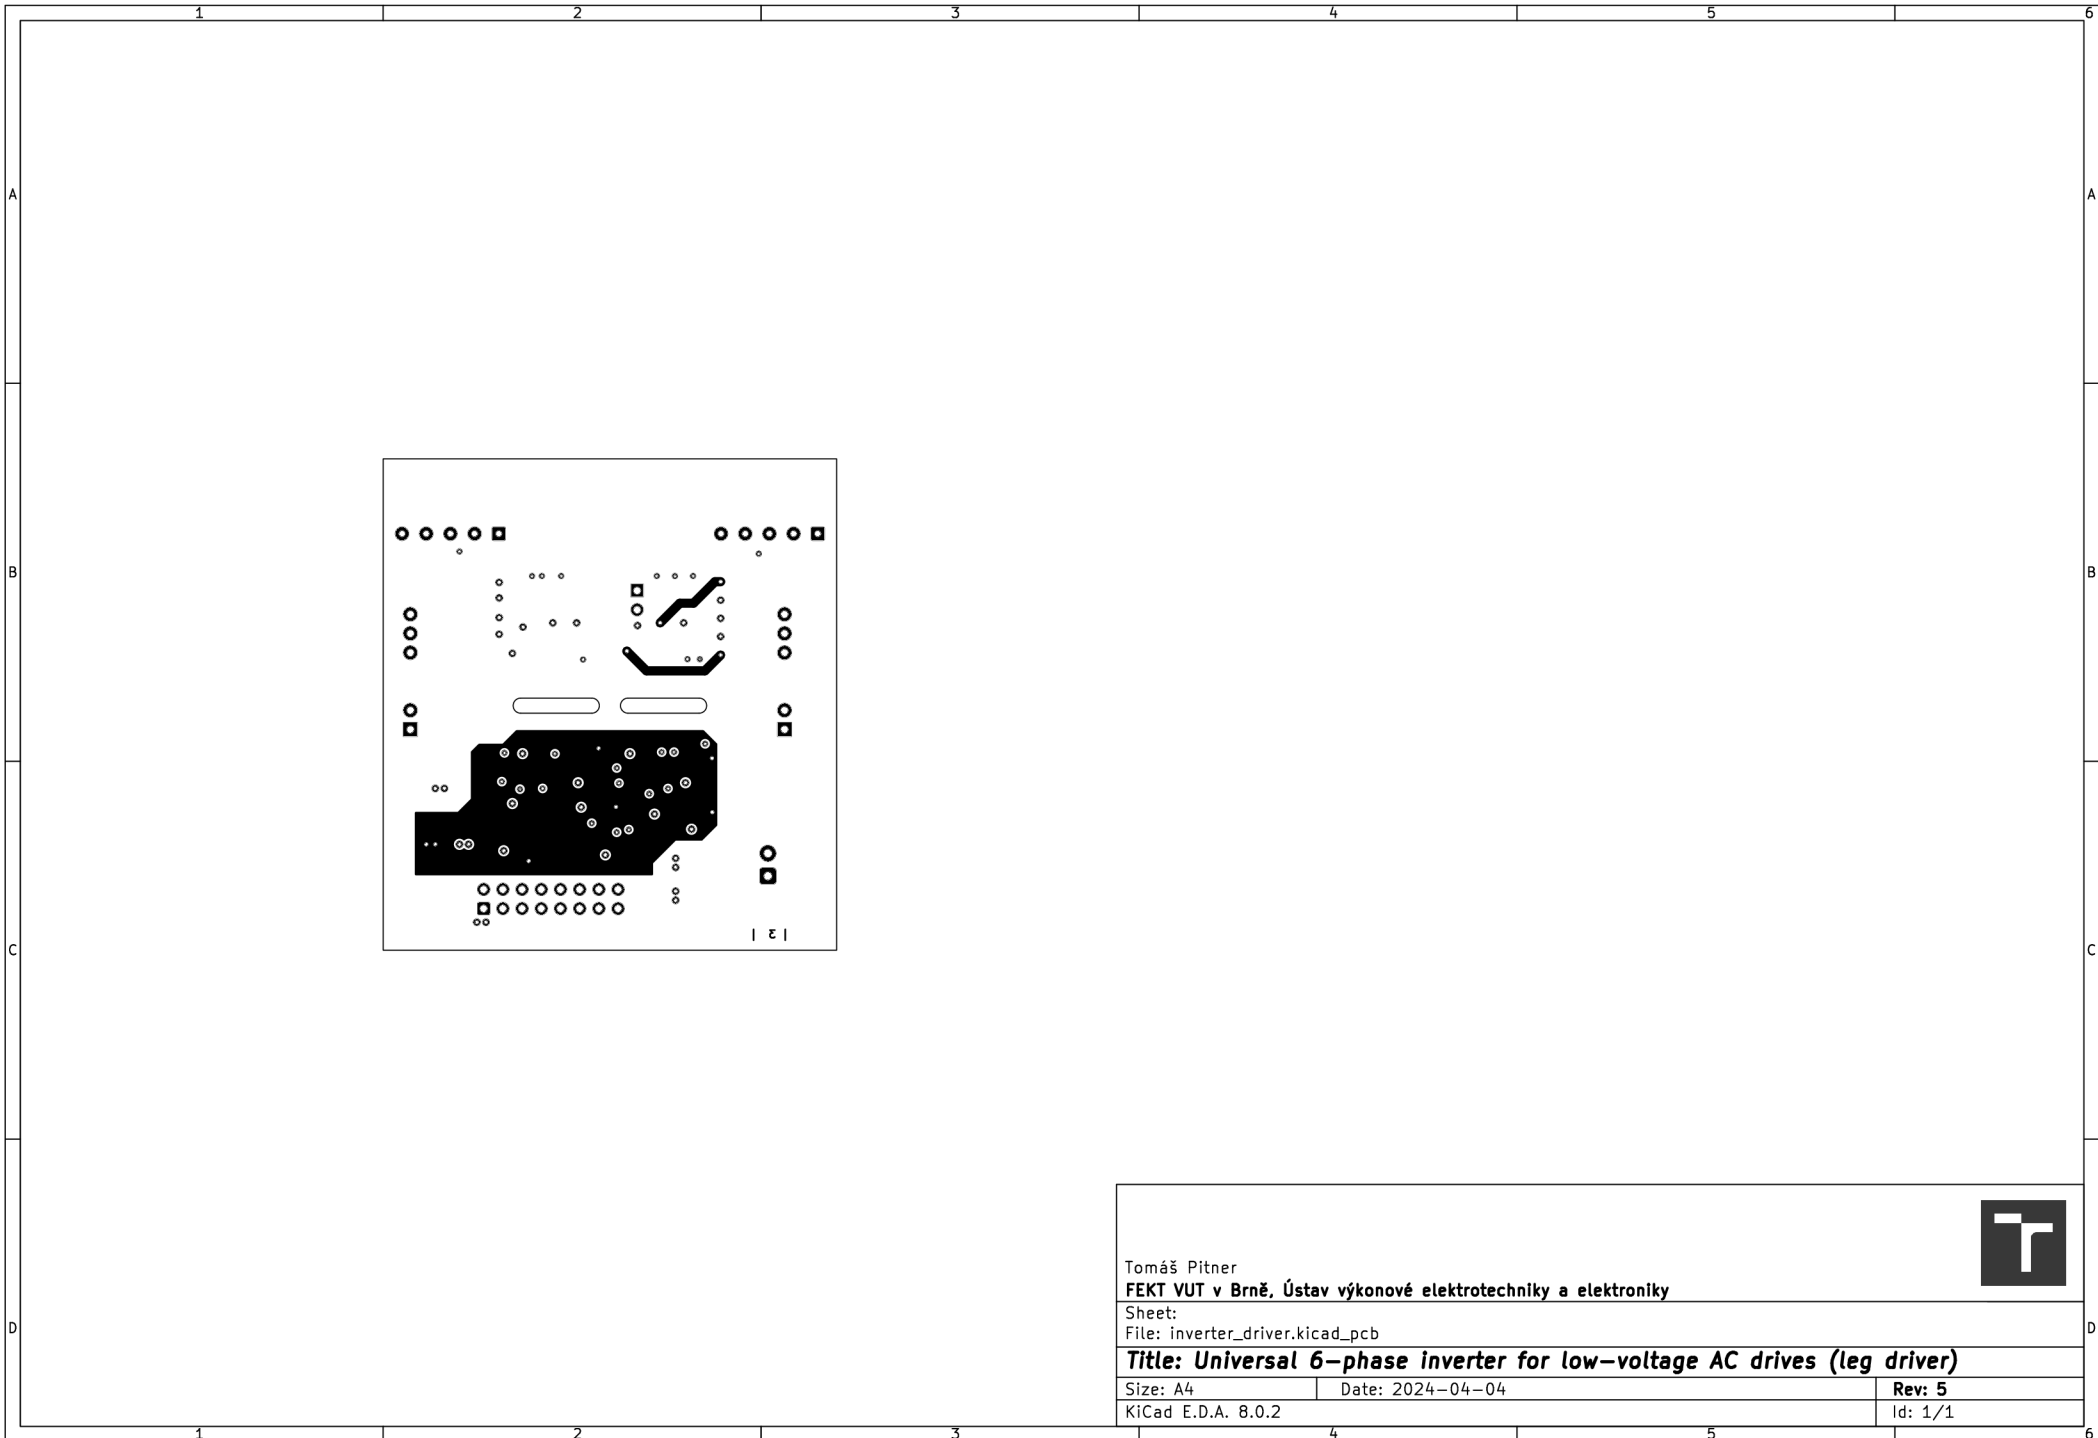 1 2 3 4 5 6
A A
B B
| 3 |
C C
Tomáš Pitner
FEKT VUT v Brně, Ústav výkonové elektrotechniky a elektroniky
Sheet:
File: inverter_driver.kicad_pcb
D D
Title: Universal 6-phase inverter for low-voltage AC drives (leg driver)
Size: A4 Date: 2024-04-04 Rev: 5
KiCad E.D.A. 8.0.2 Id: 1/1
1 2 3 4 5 6